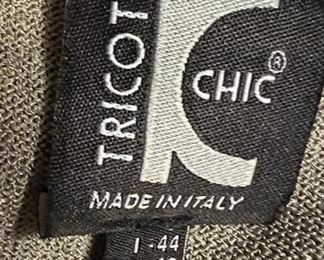 TRICOT
CHIC®
MADE IN ITALY
I - 44